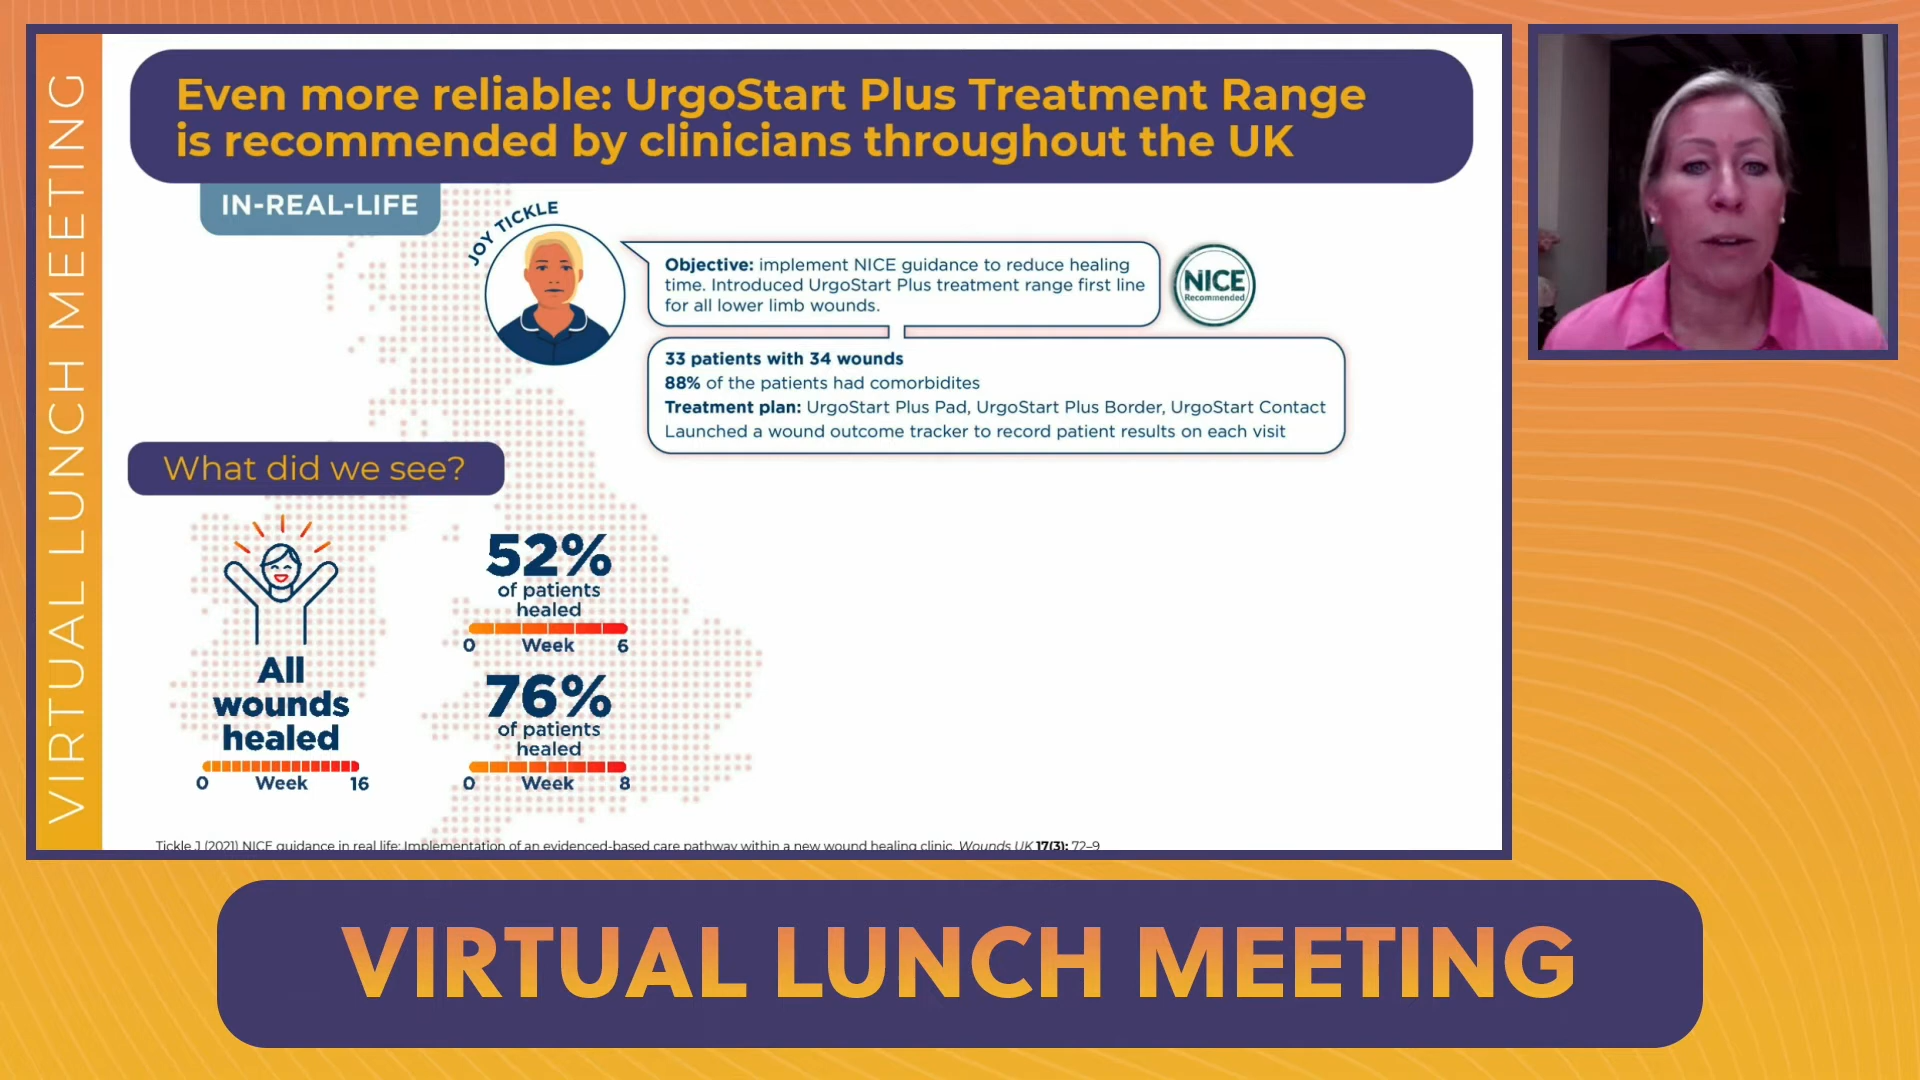 VIRTUAL LUNCH MEETING
Even more reliable: UrgoStart Plus Treatment Range
is recommended by clinicians throughout the UK
IN-REAL-LIFE
JOY TICKLE
Objective: implement NICE guidance to reduce healing
time. Introduced UrgoStart Plus treatment range first line
for all lower limb wounds.
NICE
Recommended
33 patients with 34 wounds
88% of the patients had comorbidites
Treatment plan: UrgoStart Plus Pad, UrgoStart Plus Border, UrgoStart Contact
Launched a wound outcome tracker to record patient results on each visit
What did we see?
All
wounds
healed
0 Week 16
52%
of patients
healed
0 Week 6
76%
of patients
healed
0 Week 8
Tickle J (2021) NICE guidance in real life: Implementation of an evidenced-based care pathway within a new wound healing clinic. Wounds UK 17(3): 72–9
VIRTUAL LUNCH MEETING